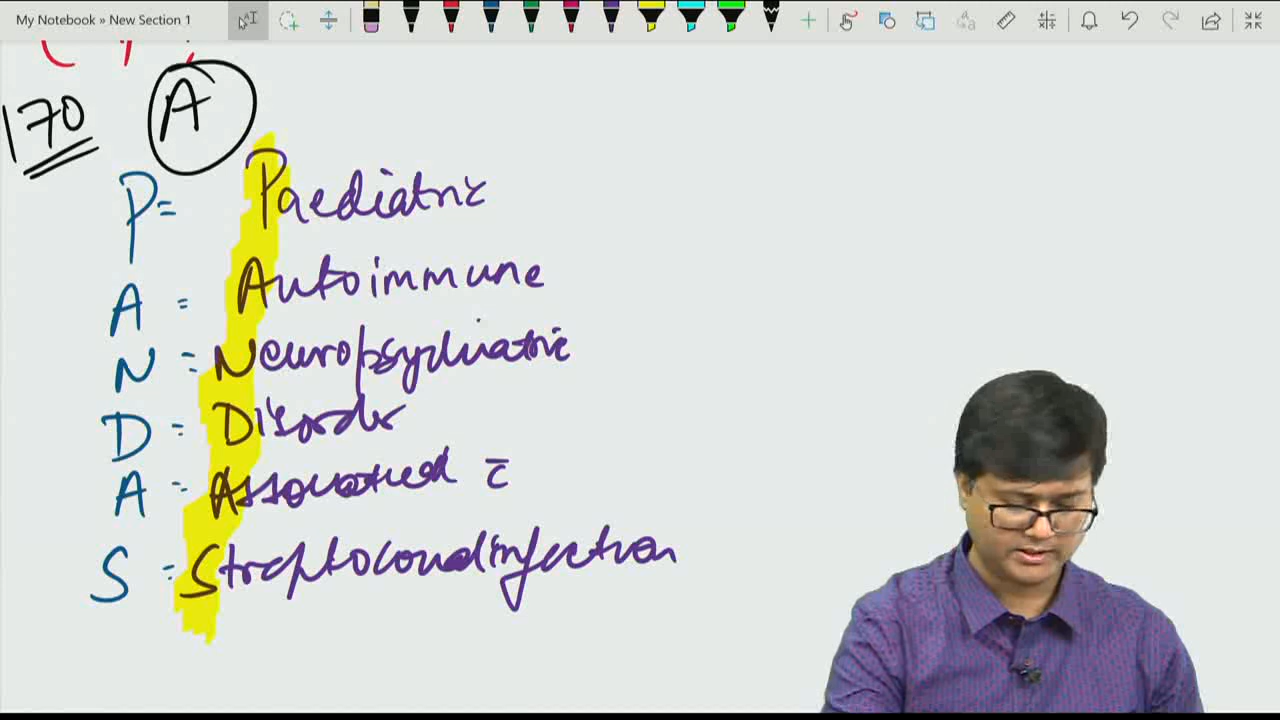 My Notebook » New Section 1
170 A
P= Paediatric
A = Autoimmune
N = Neuropsychiatric
D = Disorder
A = Associated c̄
S = Streptococcal infection